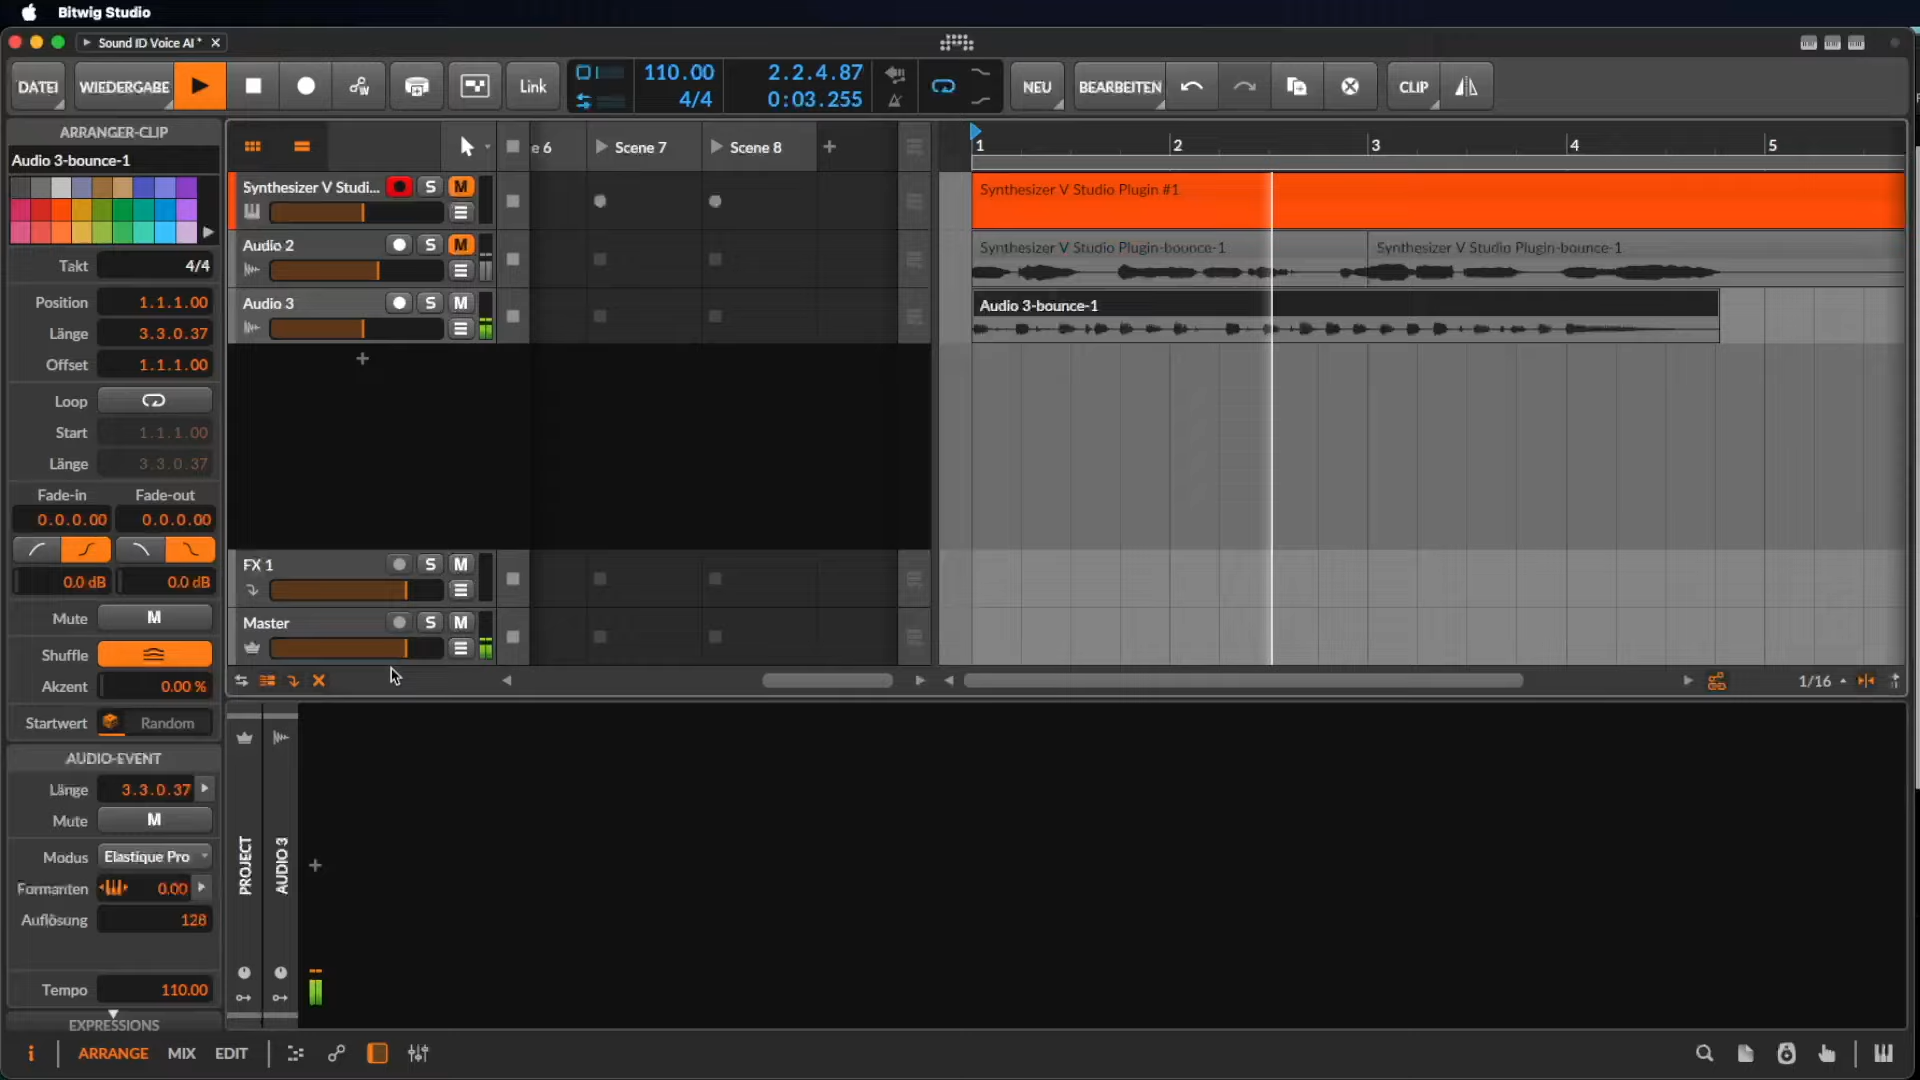 Bitwig Studio
Sound ID Voice AI *
DATEI
WIEDERGABE
Link
110.00
4/4
2.2.4.87
0:03.255
NEU
BEARBEITEN
CLIP
ARRANGER-CLIP
Audio 3-bounce-1
Takt 4/4
Position 1.1.1.00
Länge 3.3.0.37
Offset 1.1.1.00
Loop
Start 1.1.1.00
Länge 3.3.0.37
Fade-in Fade-out
0.0.0.00 0.0.0.00
0.0 dB 0.0 dB
Mute M
Shuffle
Akzent 0.00 %
Startwert Random
AUDIO-EVENT
Länge 3.3.0.37
Mute M
Modus Elastique Pro
Formanten 0.00
Auflösung 128
Tempo 110.00
EXPRESSIONS
e 6 Scene 7 Scene 8
Synthesizer V Studi... S M
Audio 2 S M
Audio 3 S M
FX 1 S M
Master S M
1 2 3 4 5
Synthesizer V Studio Plugin #1
Synthesizer V Studio Plugin-bounce-1 Synthesizer V Studio Plugin-bounce-1
Audio 3-bounce-1
1/16
PROJECT
AUDIO 3
i ARRANGE MIX EDIT